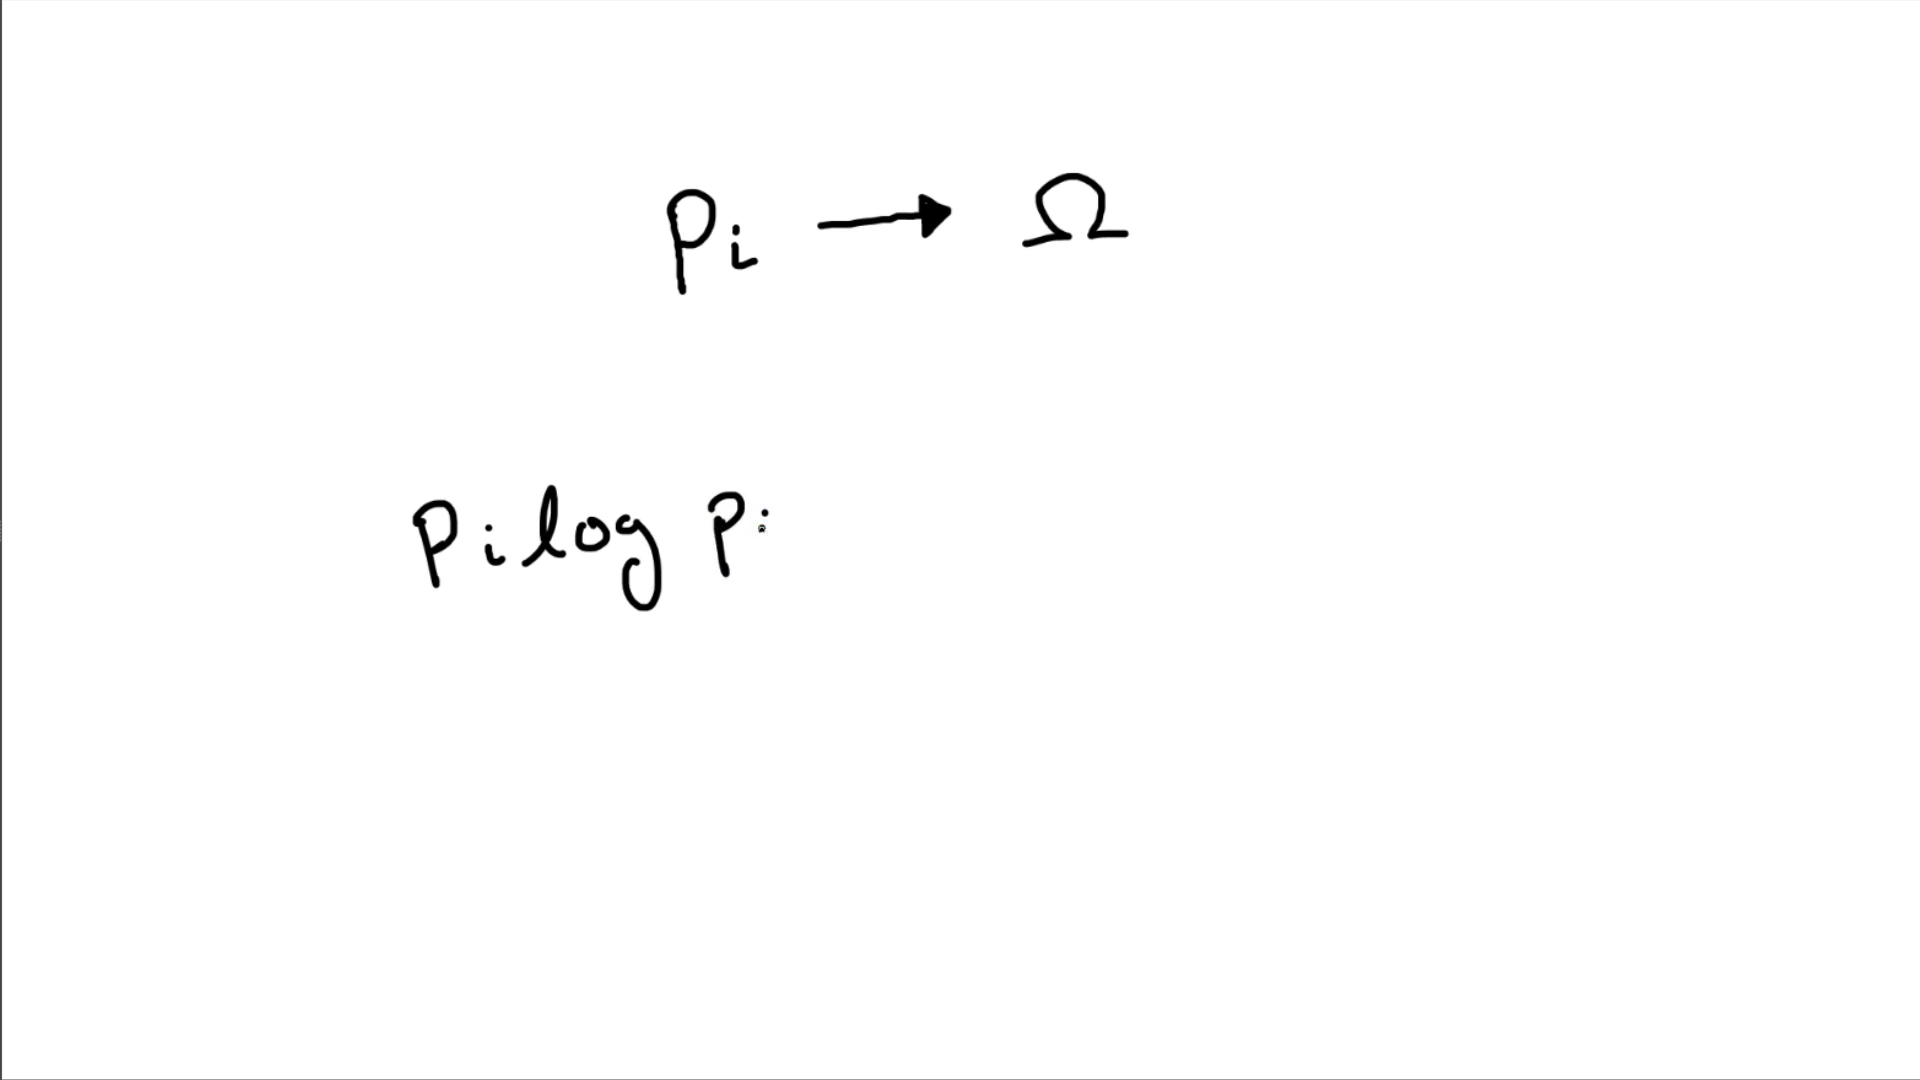 pᵢ → Ω
pᵢ log pᵢ